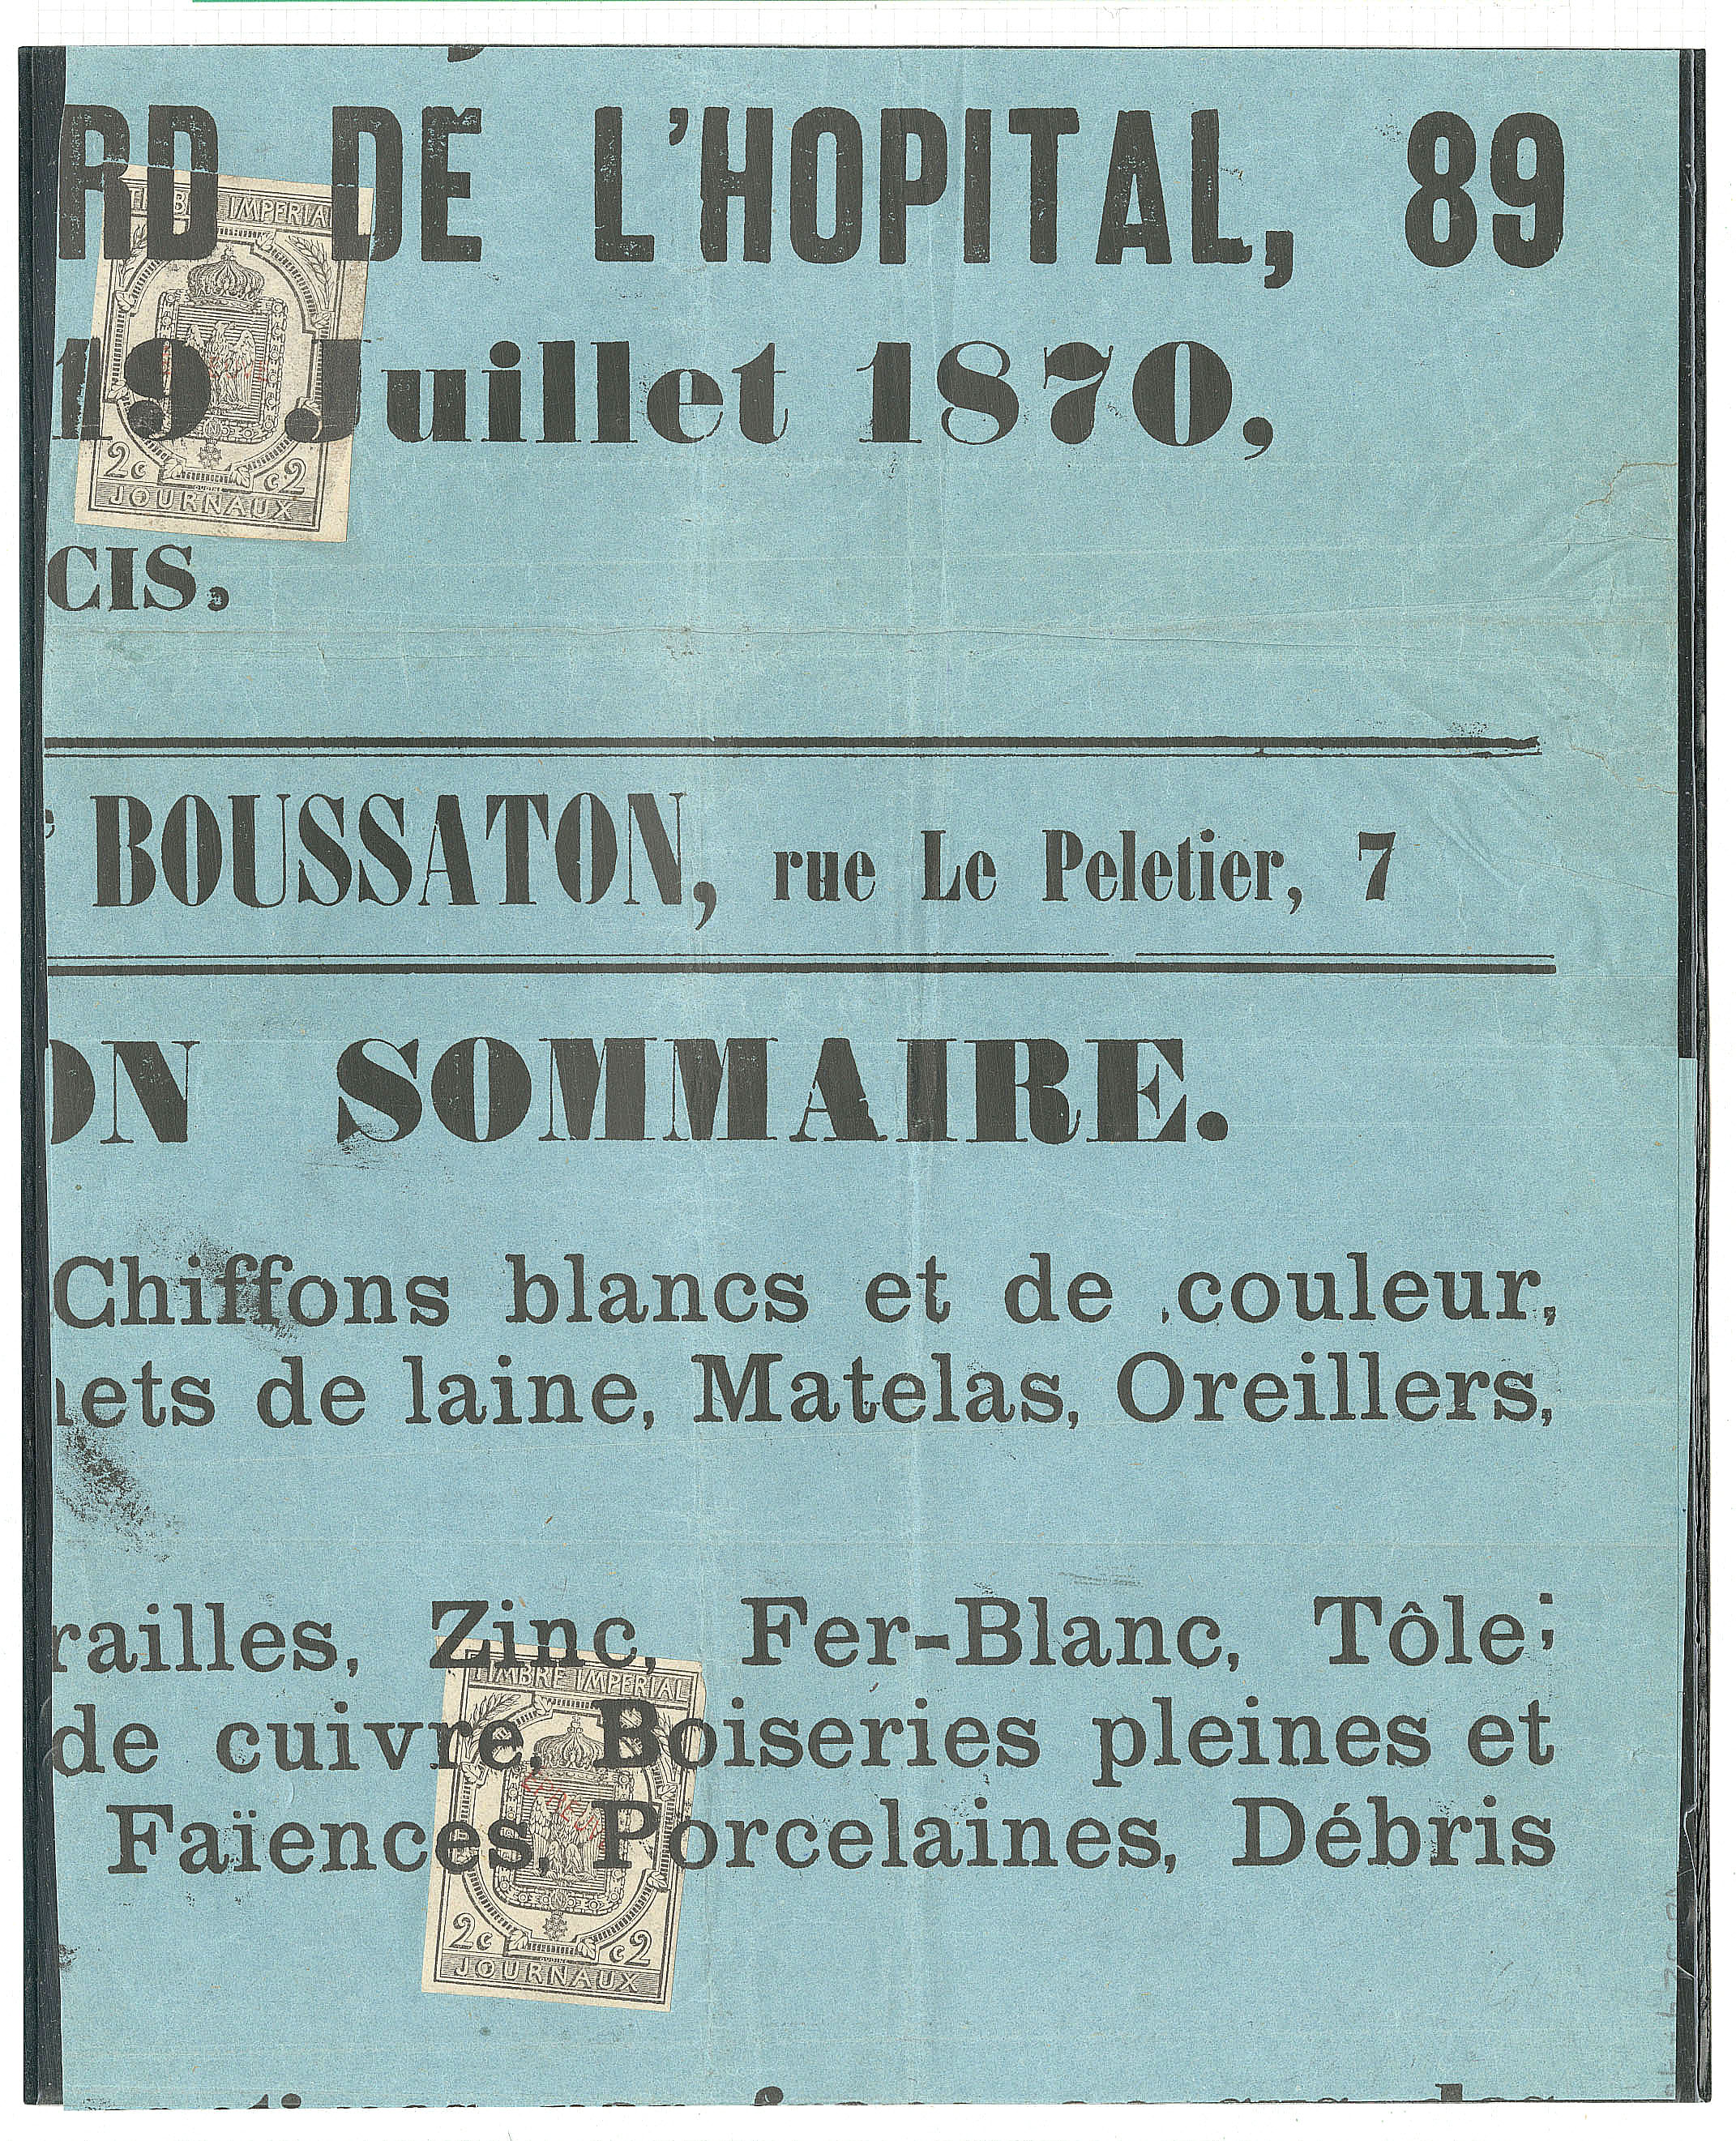 RD DE L'HOPITAL, 89
TIMBRE IMPERIAL
19 Juillet 1870,
2c c2
JOURNAUX
CIS.
BOUSSATON, rue Le Peletier, 7
ON SOMMAIRE.
Chiffons blancs et de couleur,
ets de laine, Matelas, Oreillers,
railles, Zinc, Fer-Blanc, Tôle;
TIMBRE IMPERIAL
de cuivre, Boiseries pleines et
Faïences, Porcelaines, Débris
2c c2
JOURNAUX